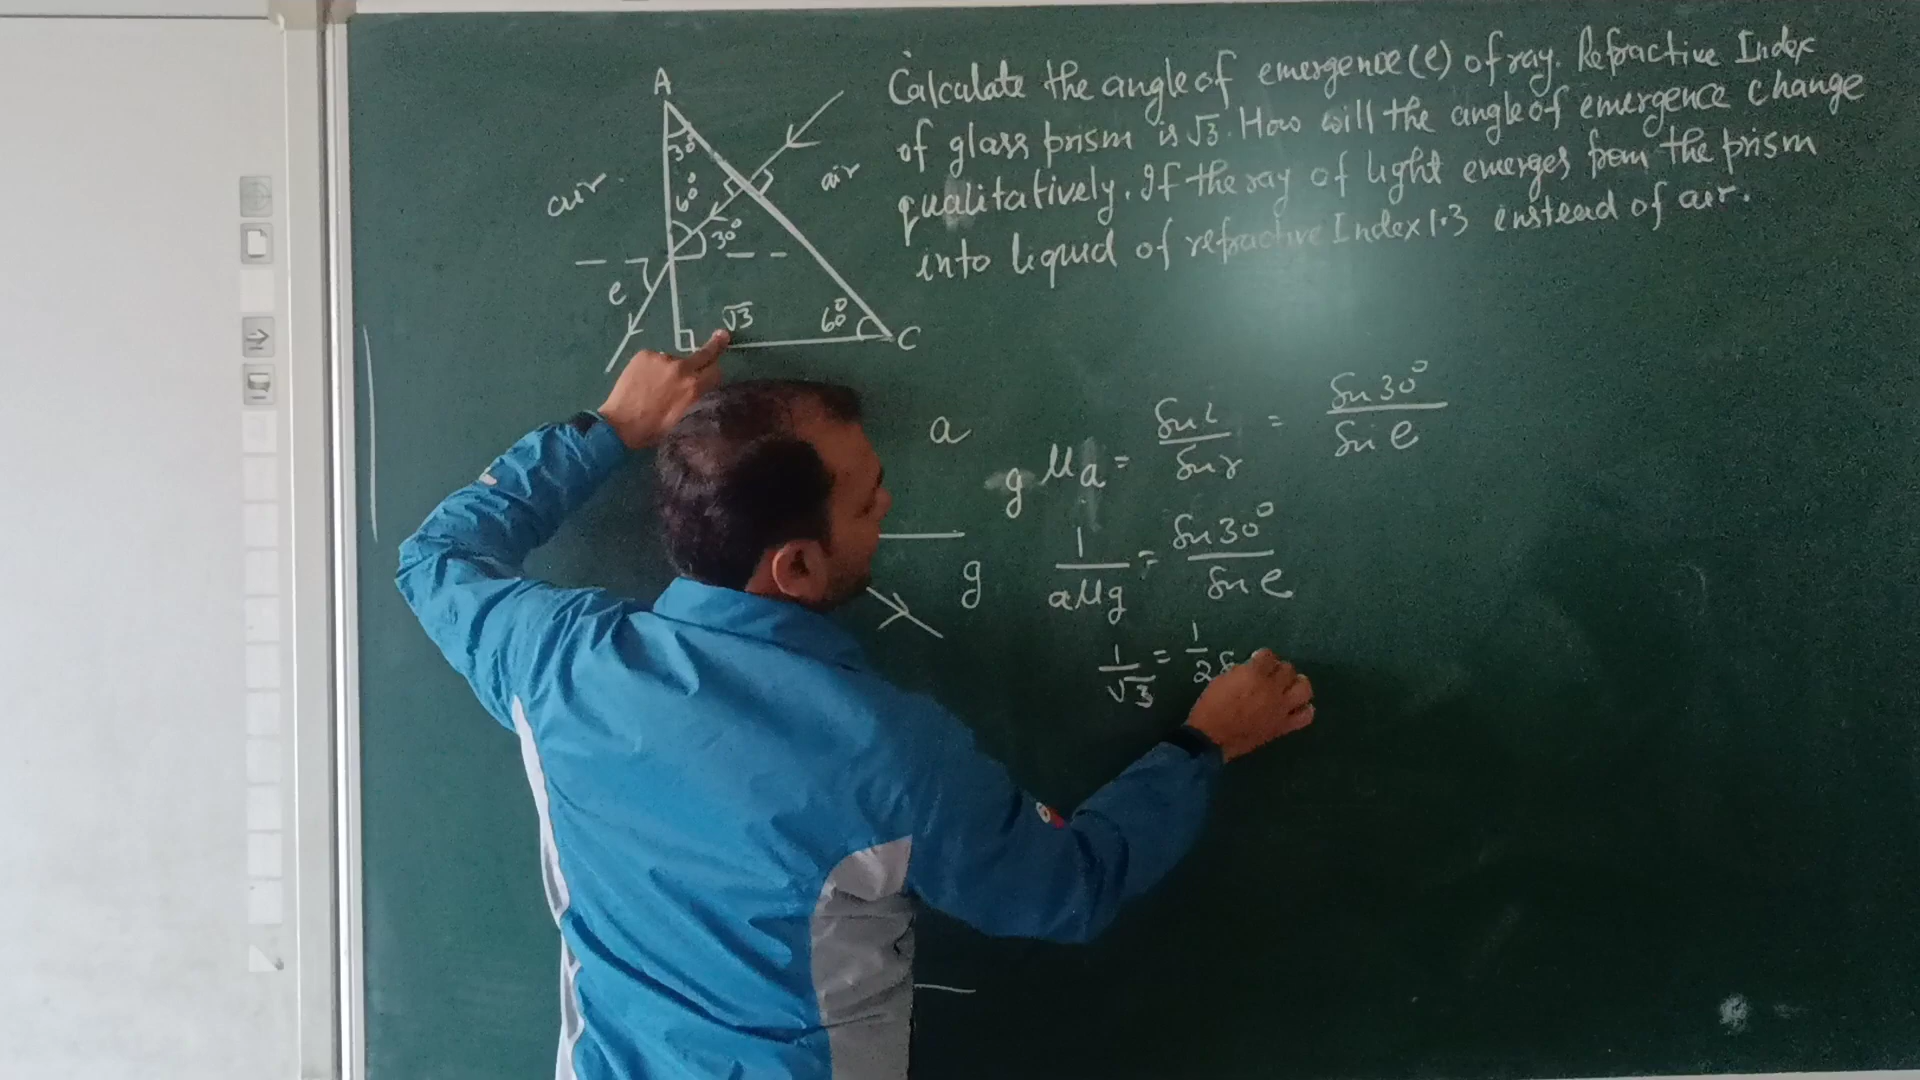 Calculate the angle of emergence (e) of ray. Refractive Index
of glass prism is √3. How will the angle of emergence change
qualitatively. If the ray of light emerges from the prism
into liquid of refractive Index 1.3 instead of air.
A
30°
air
60°
air
30°
e
√3
60°
C
a
g
gμa = Sin i / Sin r = Sin 30° / Sin e
1 / aμg = Sin 30° / Sin e
1 / √3 = 1 / 2